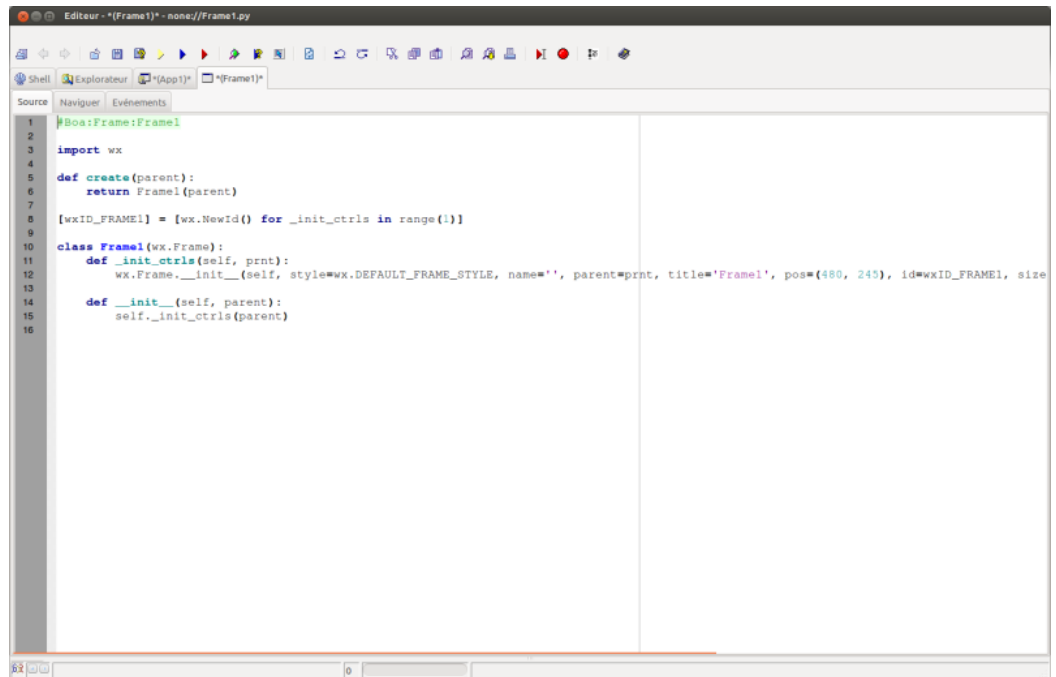 Editeur - *(Frame1)* - none://Frame1.py
Shell Explorateur *(App1)* *(Frame1)*
Source Naviguer Evénements
1 #Boa:Frame:Frame1
2
3 import wx
4
5 def create(parent):
6 return Frame1(parent)
7
8 [wxID_FRAME1] = [wx.NewId() for _init_ctrls in range(1)]
9
10 class Frame1(wx.Frame):
11 def _init_ctrls(self, prnt):
12 wx.Frame.__init__(self, style=wx.DEFAULT_FRAME_STYLE, name='', parent=prnt, title='Frame1', pos=(480, 245), id=wxID_FRAME1, size
13
14 def __init__(self, parent):
15 self._init_ctrls(parent)
16
0